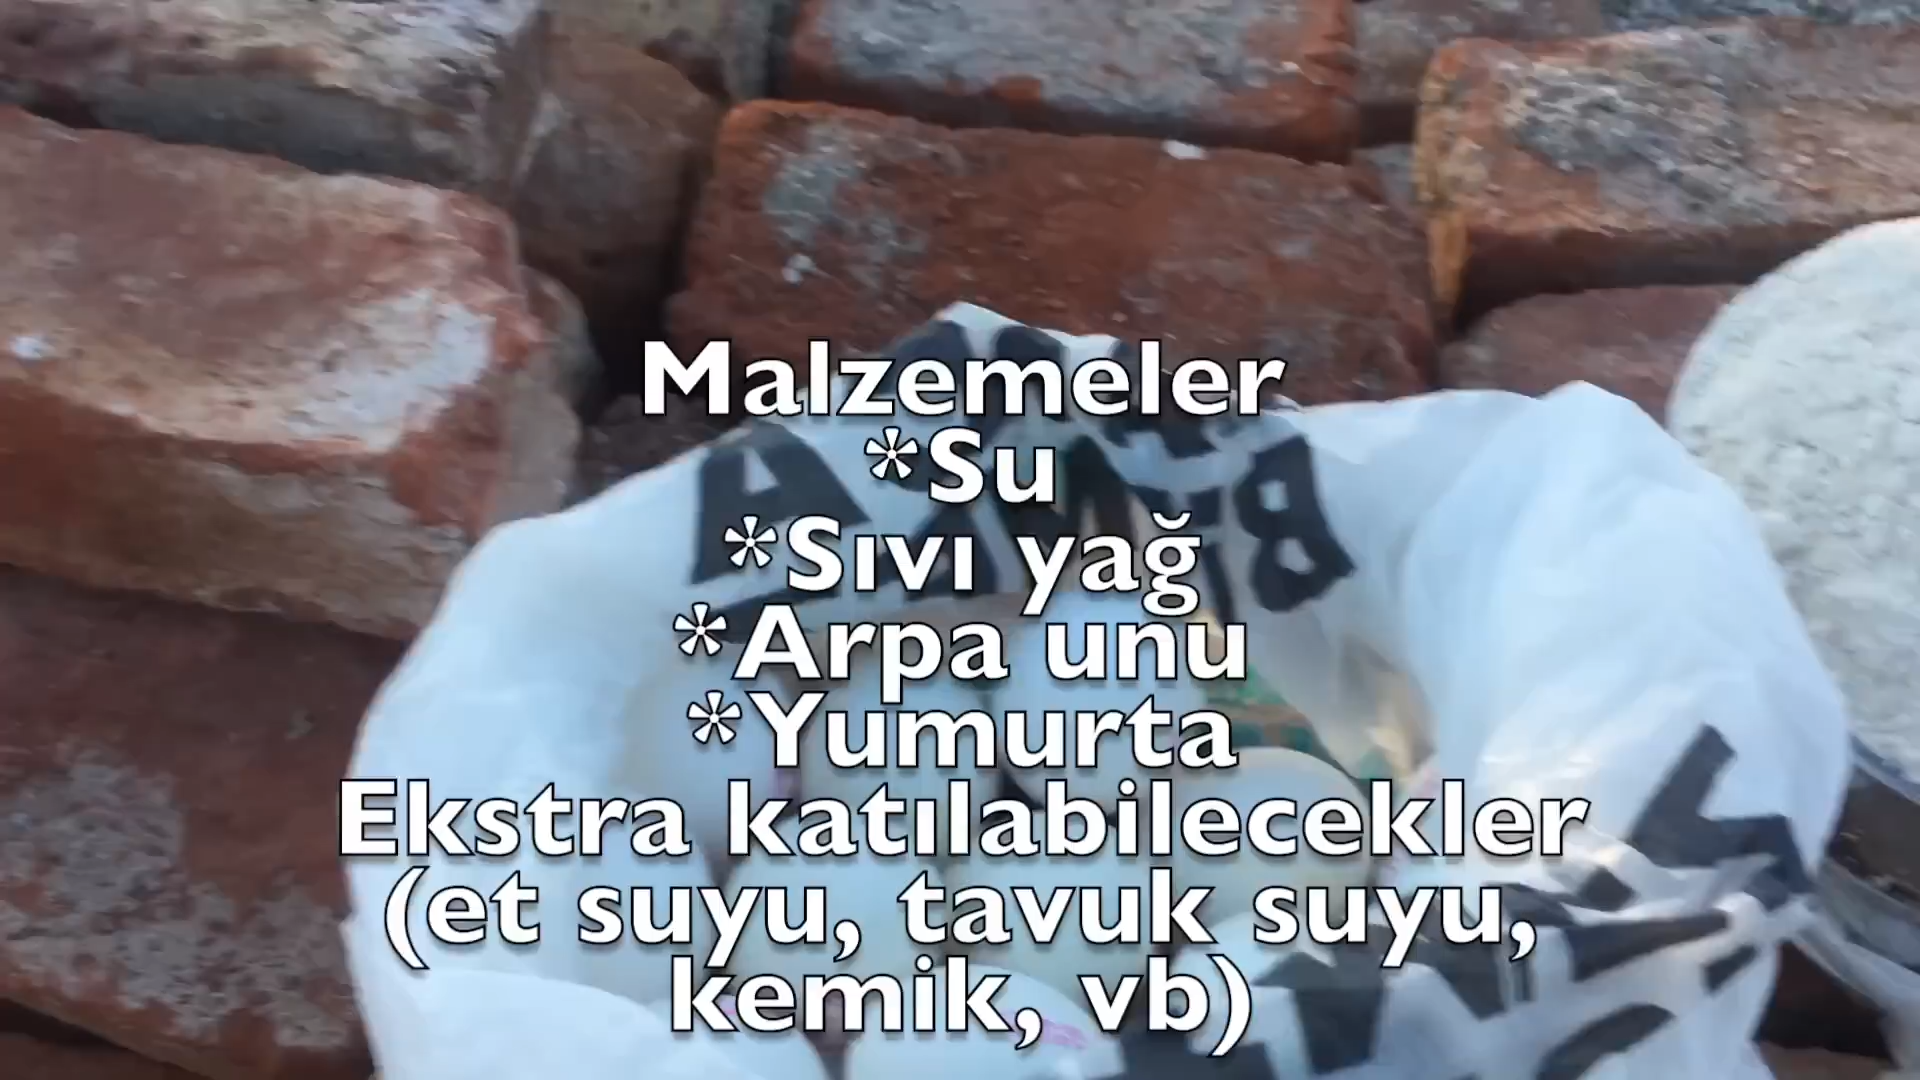 Malzemeler
*Su
*Sıvı yağ
*Arpa unu
*Yumurta
Ekstra katılabilecekler
(et suyu, tavuk suyu,
kemik, vb)